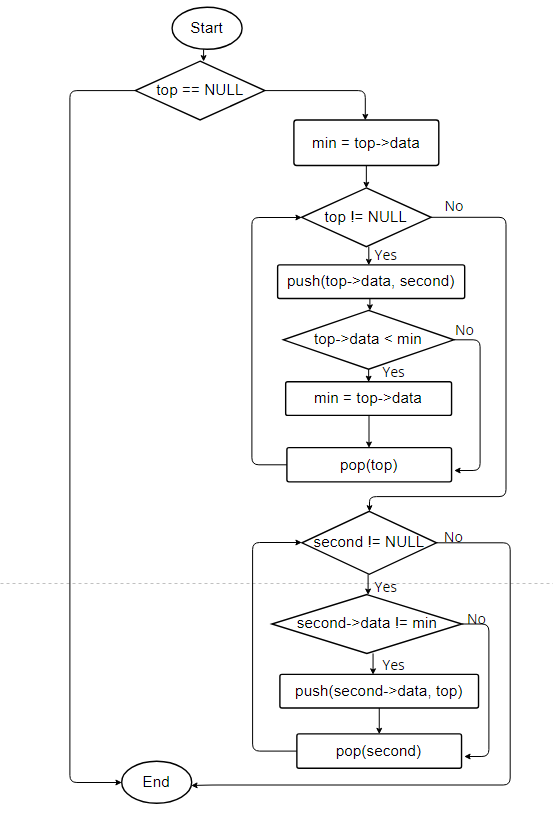 Start
top == NULL
min = top->data
top != NULL
No
Yes
push(top->data, second)
top->data < min
No
Yes
min = top->data
pop(top)
second != NULL
No
Yes
second->data != min
No
Yes
push(second->data, top)
pop(second)
End